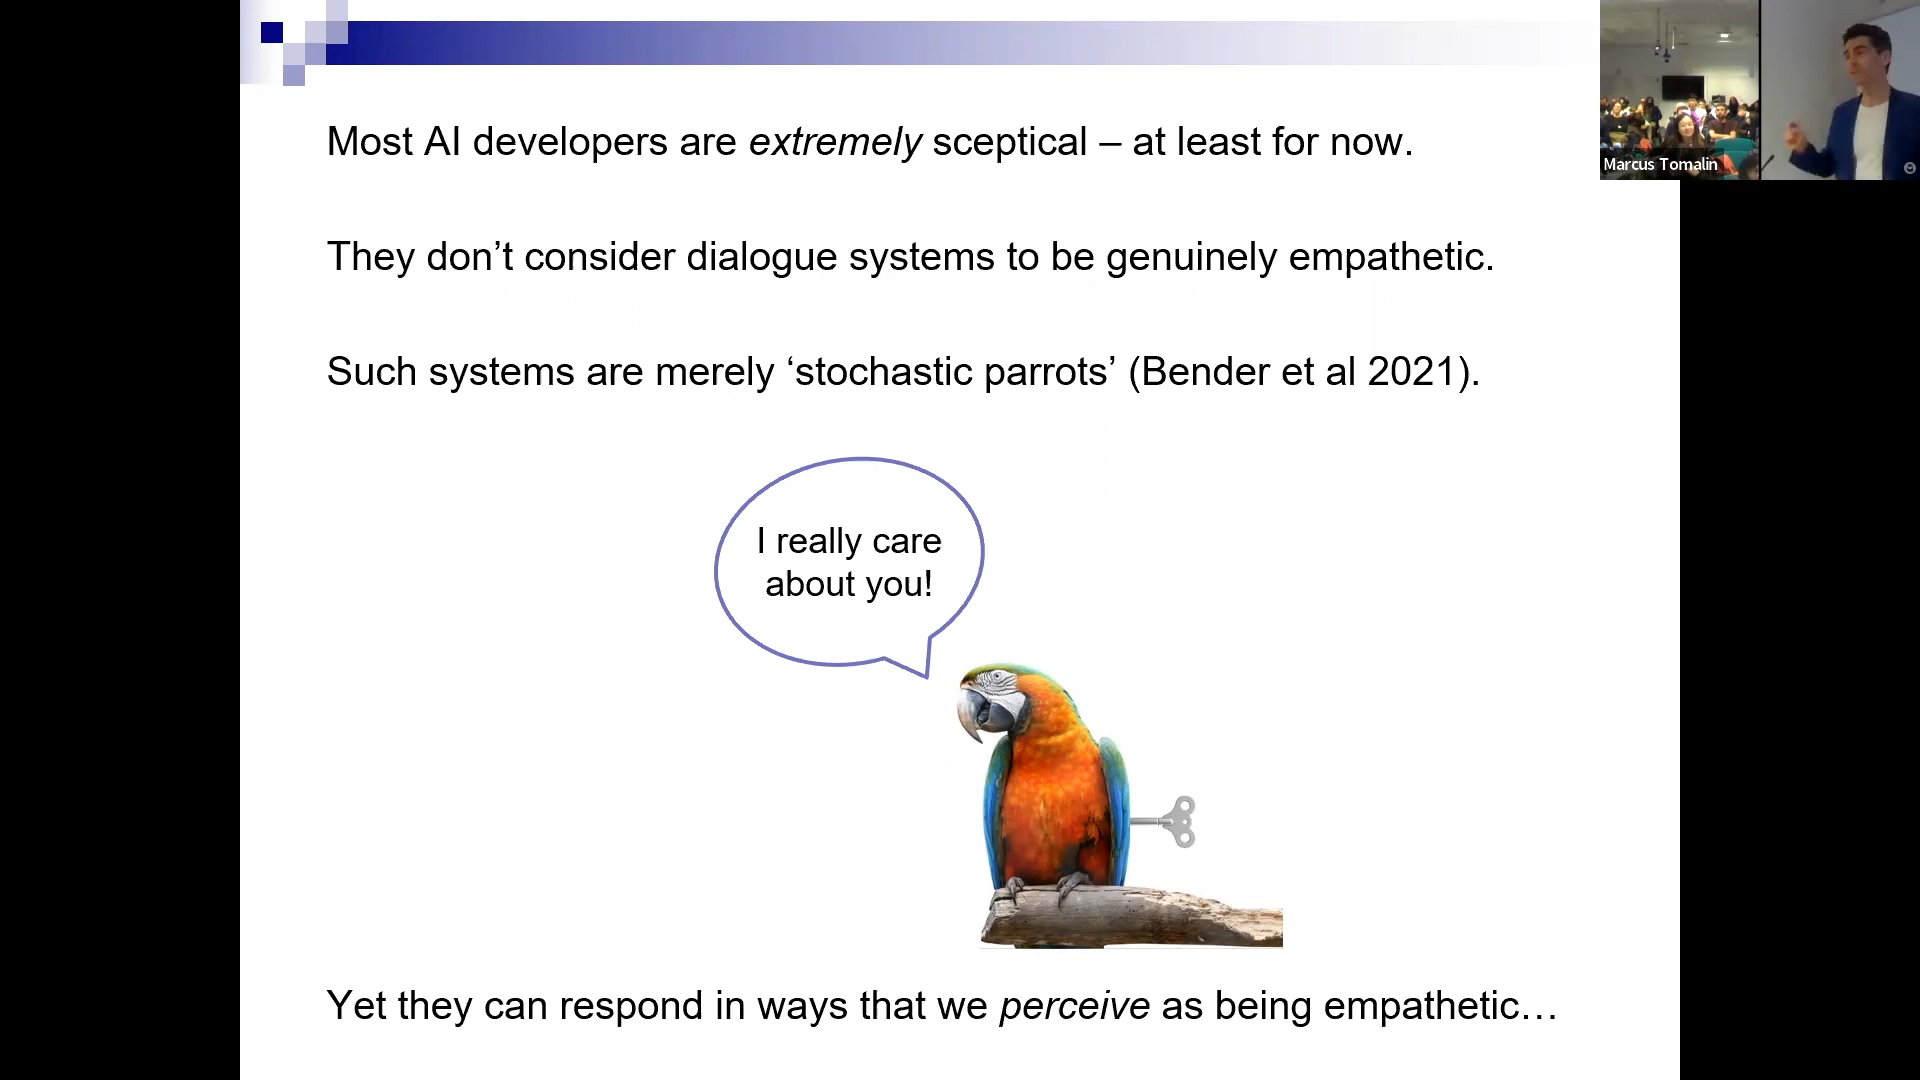 Most AI developers are extremely sceptical – at least for now.
They don’t consider dialogue systems to be genuinely empathetic.
Such systems are merely ‘stochastic parrots’ (Bender et al 2021).
I really care
about you!
Yet they can respond in ways that we perceive as being empathetic…
Marcus Tomalin